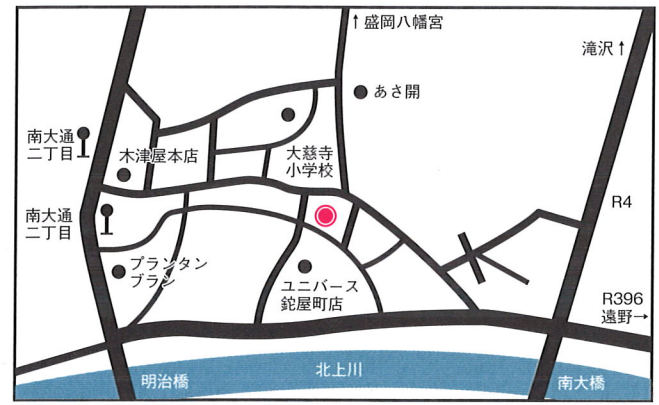 ↑盛岡八幡宮
滝沢↑
あさ開
南大通
二丁目
木津屋本店
大慈寺
小学校
南大通
二丁目
R4
プランタン
ブラン
ユニバース
鉈屋町店
R396
遠野→
北上川
明治橋
南大橋